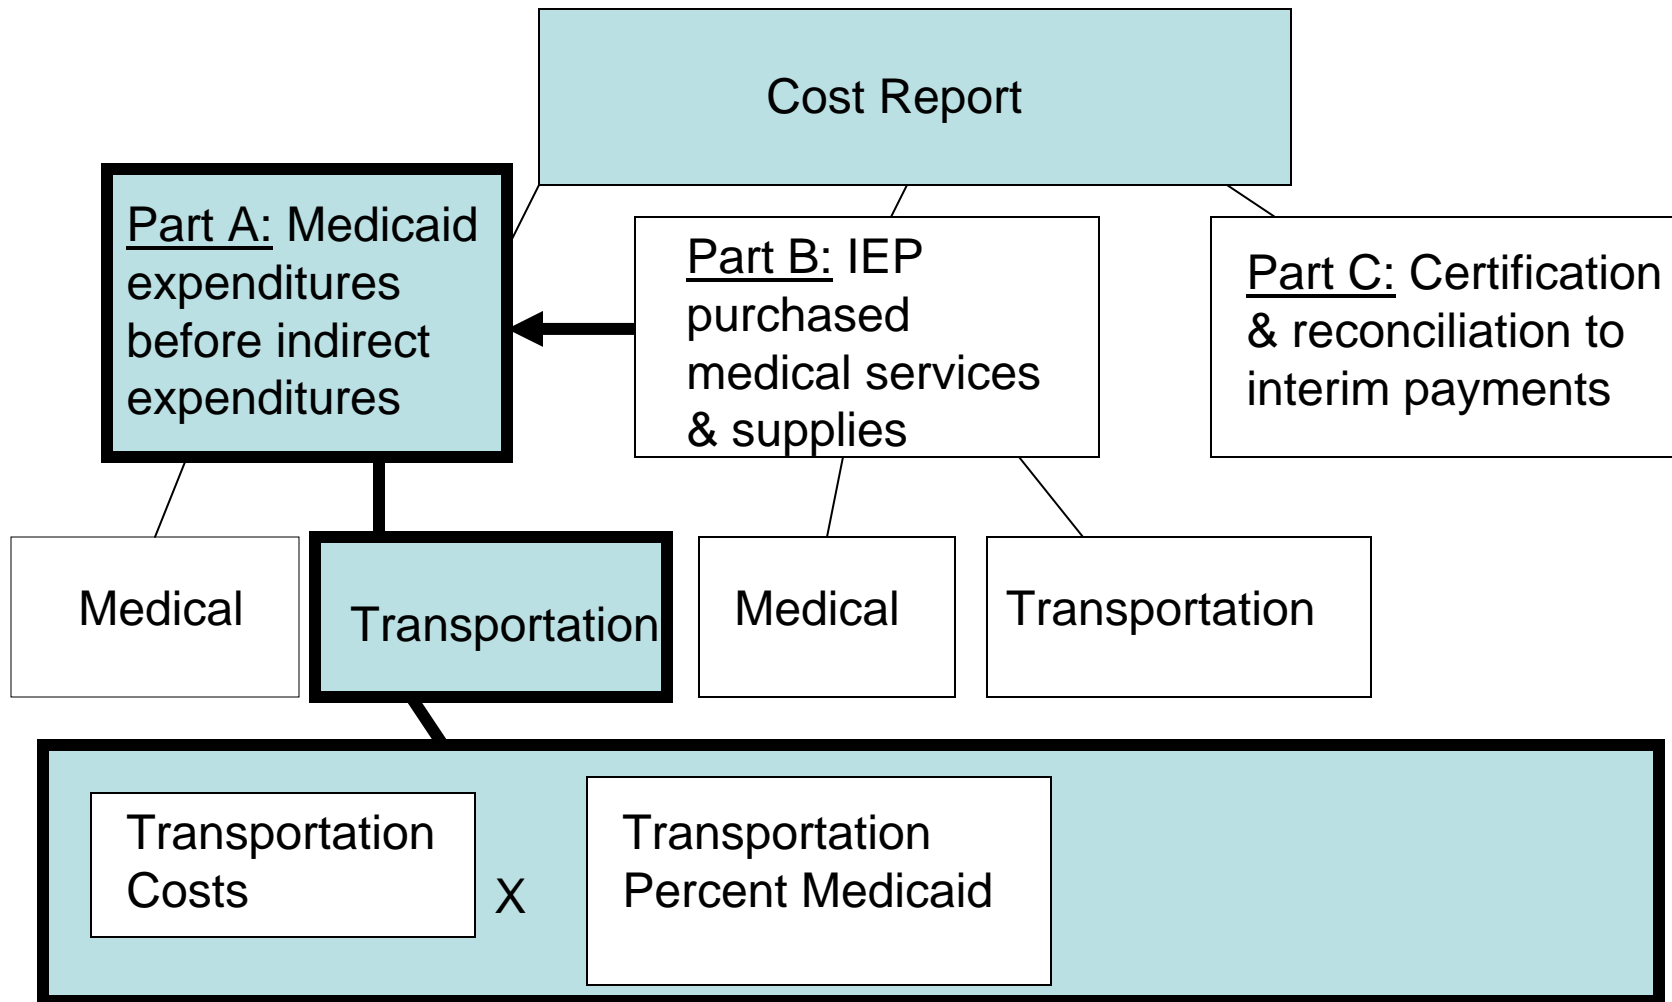 Cost Report
Part A: Medicaid
expenditures
before indirect
expenditures
Part B: IEP
purchased
medical services
& supplies
Part C: Certification
& reconciliation to
interim payments
Medical
Transportation
Medical
Transportation
Transportation
Costs
X
Transportation
Percent Medicaid